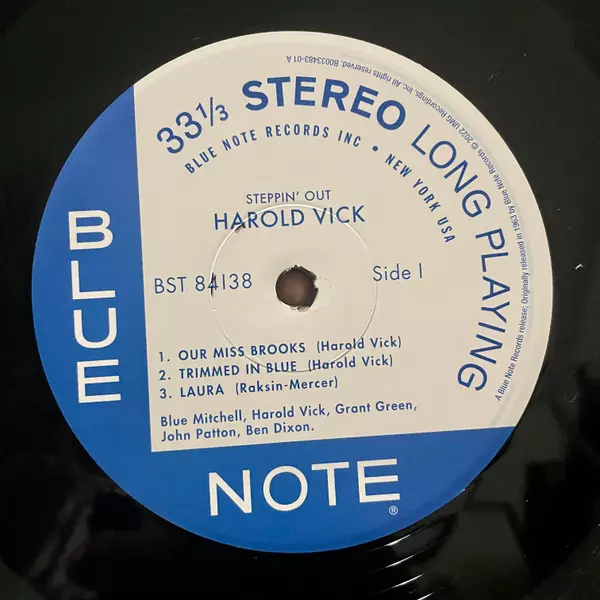 33⅓ STEREO LONG PLAYING
BLUE NOTE RECORDS INC • NEW YORK USA
STEPPIN' OUT
HAROLD VICK
BST 84138
Side 1
1. OUR MISS BROOKS (Harold Vick)
2. TRIMMED IN BLUE (Harold Vick)
3. LAURA (Raksin-Mercer)
Blue Mitchell, Harold Vick, Grant Green,
John Patton, Ben Dixon.
BLUE
NOTE®
A Blue Note Records release; Originally released in 1963 by Blue Note Records © 2022 UMG Recordings, Inc. All rights reserved. B0033483-01 A